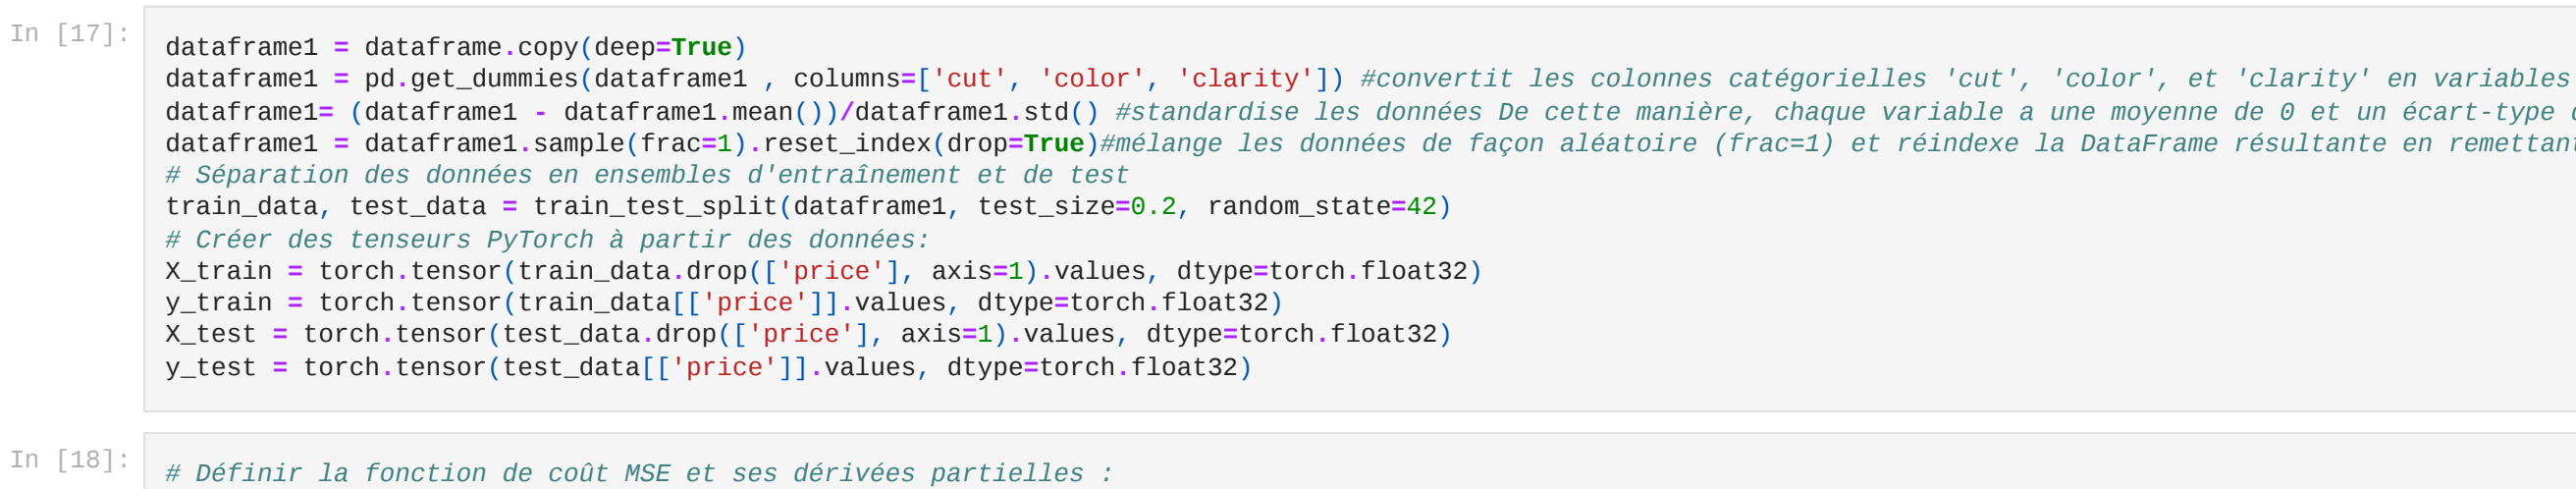 In [17]:
dataframe1 = dataframe.copy(deep=True)
dataframe1 = pd.get_dummies(dataframe1 , columns=['cut', 'color', 'clarity']) #convertit les colonnes catégorielles 'cut', 'color', et 'clarity' en variables
dataframe1= (dataframe1 - dataframe1.mean())/dataframe1.std() #standardise les données De cette manière, chaque variable a une moyenne de 0 et un écart-type
dataframe1 = dataframe1.sample(frac=1).reset_index(drop=True)#mélange les données de façon aléatoire (frac=1) et réindexe la DataFrame résultante en remettant
# Séparation des données en ensembles d'entraînement et de test
train_data, test_data = train_test_split(dataframe1, test_size=0.2, random_state=42)
# Créer des tenseurs PyTorch à partir des données:
X_train = torch.tensor(train_data.drop(['price'], axis=1).values, dtype=torch.float32)
y_train = torch.tensor(train_data[['price']].values, dtype=torch.float32)
X_test = torch.tensor(test_data.drop(['price'], axis=1).values, dtype=torch.float32)
y_test = torch.tensor(test_data[['price']].values, dtype=torch.float32)
In [18]:
# Définir la fonction de coût MSE et ses dérivées partielles :